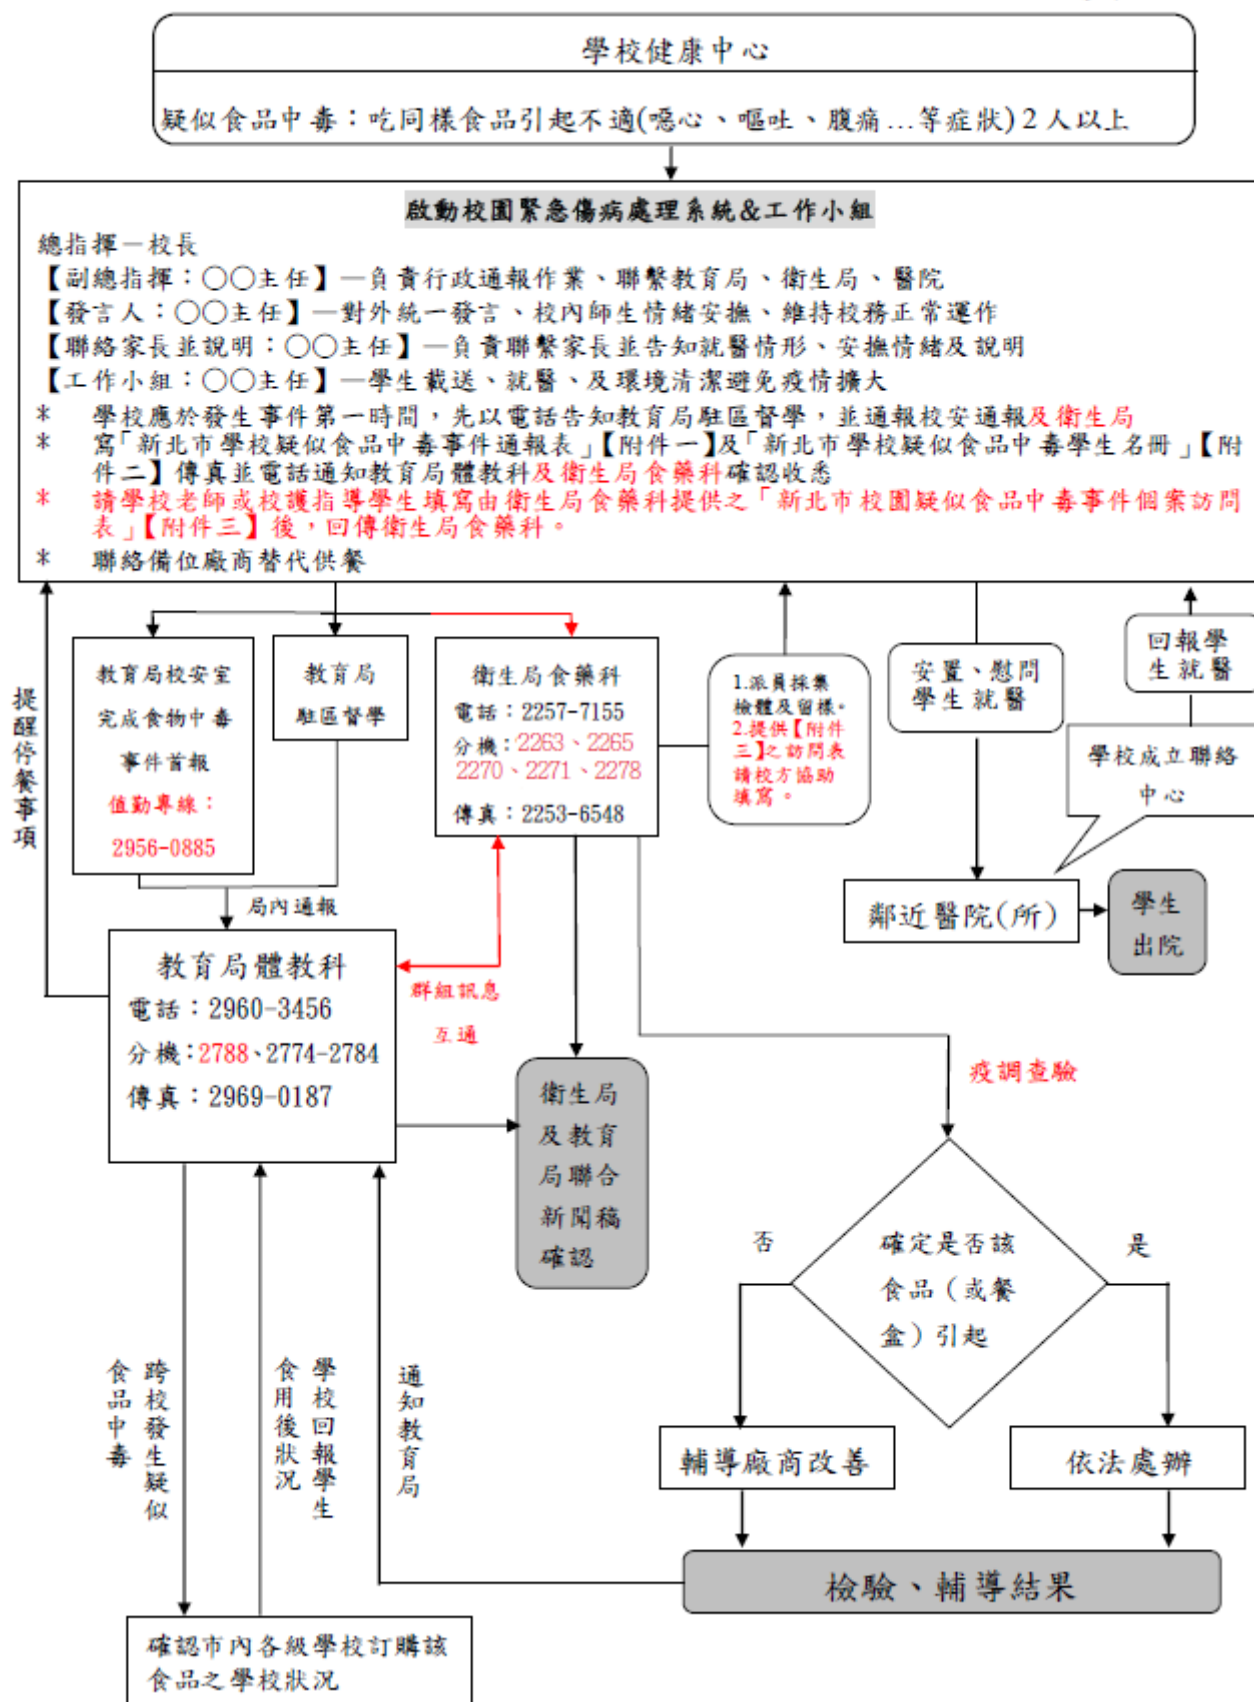 學校健康中心
疑似食品中毒：吃同樣食品引起不適(噁心、嘔吐、腹痛…等症狀)2人以上
啟動校園緊急傷病處理系統&工作小組
總指揮－校長
【副總指揮：○○主任】—負責行政通報作業、聯繫教育局、衛生局、醫院
【發言人：○○主任】—對外統一發言、校內師生情緒安撫、維持校務正常運作
【聯絡家長並說明：○○主任】—負責聯繫家長並告知就醫情形、安撫情緒及說明
【工作小組：○○主任】—學生載送、就醫、及環境清潔避免疫情擴大
* 學校應於發生事件第一時間，先以電話告知教育局駐區督學，並通報校安通報及衛生局
* 寫「新北市學校疑似食品中毒事件通報表」【附件一】及「新北市學校疑似食品中毒學生名冊」【附
件二】傳真並電話通知教育局體教科及衛生局食藥科確認收悉
* 請學校老師或校護指導學生填寫由衛生局食藥科提供之「新北市校園疑似食品中毒事件個案訪問
表」【附件三】後，回傳衛生局食藥科。
* 聯絡備位廠商替代供餐
提醒停餐事項
教育局校安室
完成食物中毒
事件首報
值勤專線：
2956-0885
教育局
駐區督學
衛生局食藥科
電話：2257-7155
分機：2263、2265
2270、2271、2278
傳真：2253-6548
1.派員採集
檢體及留樣。
2.提供【附件
三】之訪問表
請校方協助
填寫。
安置、慰問
學生就醫
回報學
生就醫
學校成立聯絡
中心
鄰近醫院(所)
學生
出院
局內通報
教育局體教科
電話：2960-3456
分機：2788、2774-2784
傳真：2969-0187
群組訊息
互通
衛生局
及教育
局聯合
新聞稿
確認
疫調查驗
確定是否該
食品（或餐
盒）引起
否
是
跨校發生疑似
食品中毒
學校回報學生
食用後狀況
通知教育局
輔導廠商改善
依法處辦
檢驗、輔導結果
確認市內各級學校訂購該
食品之學校狀況